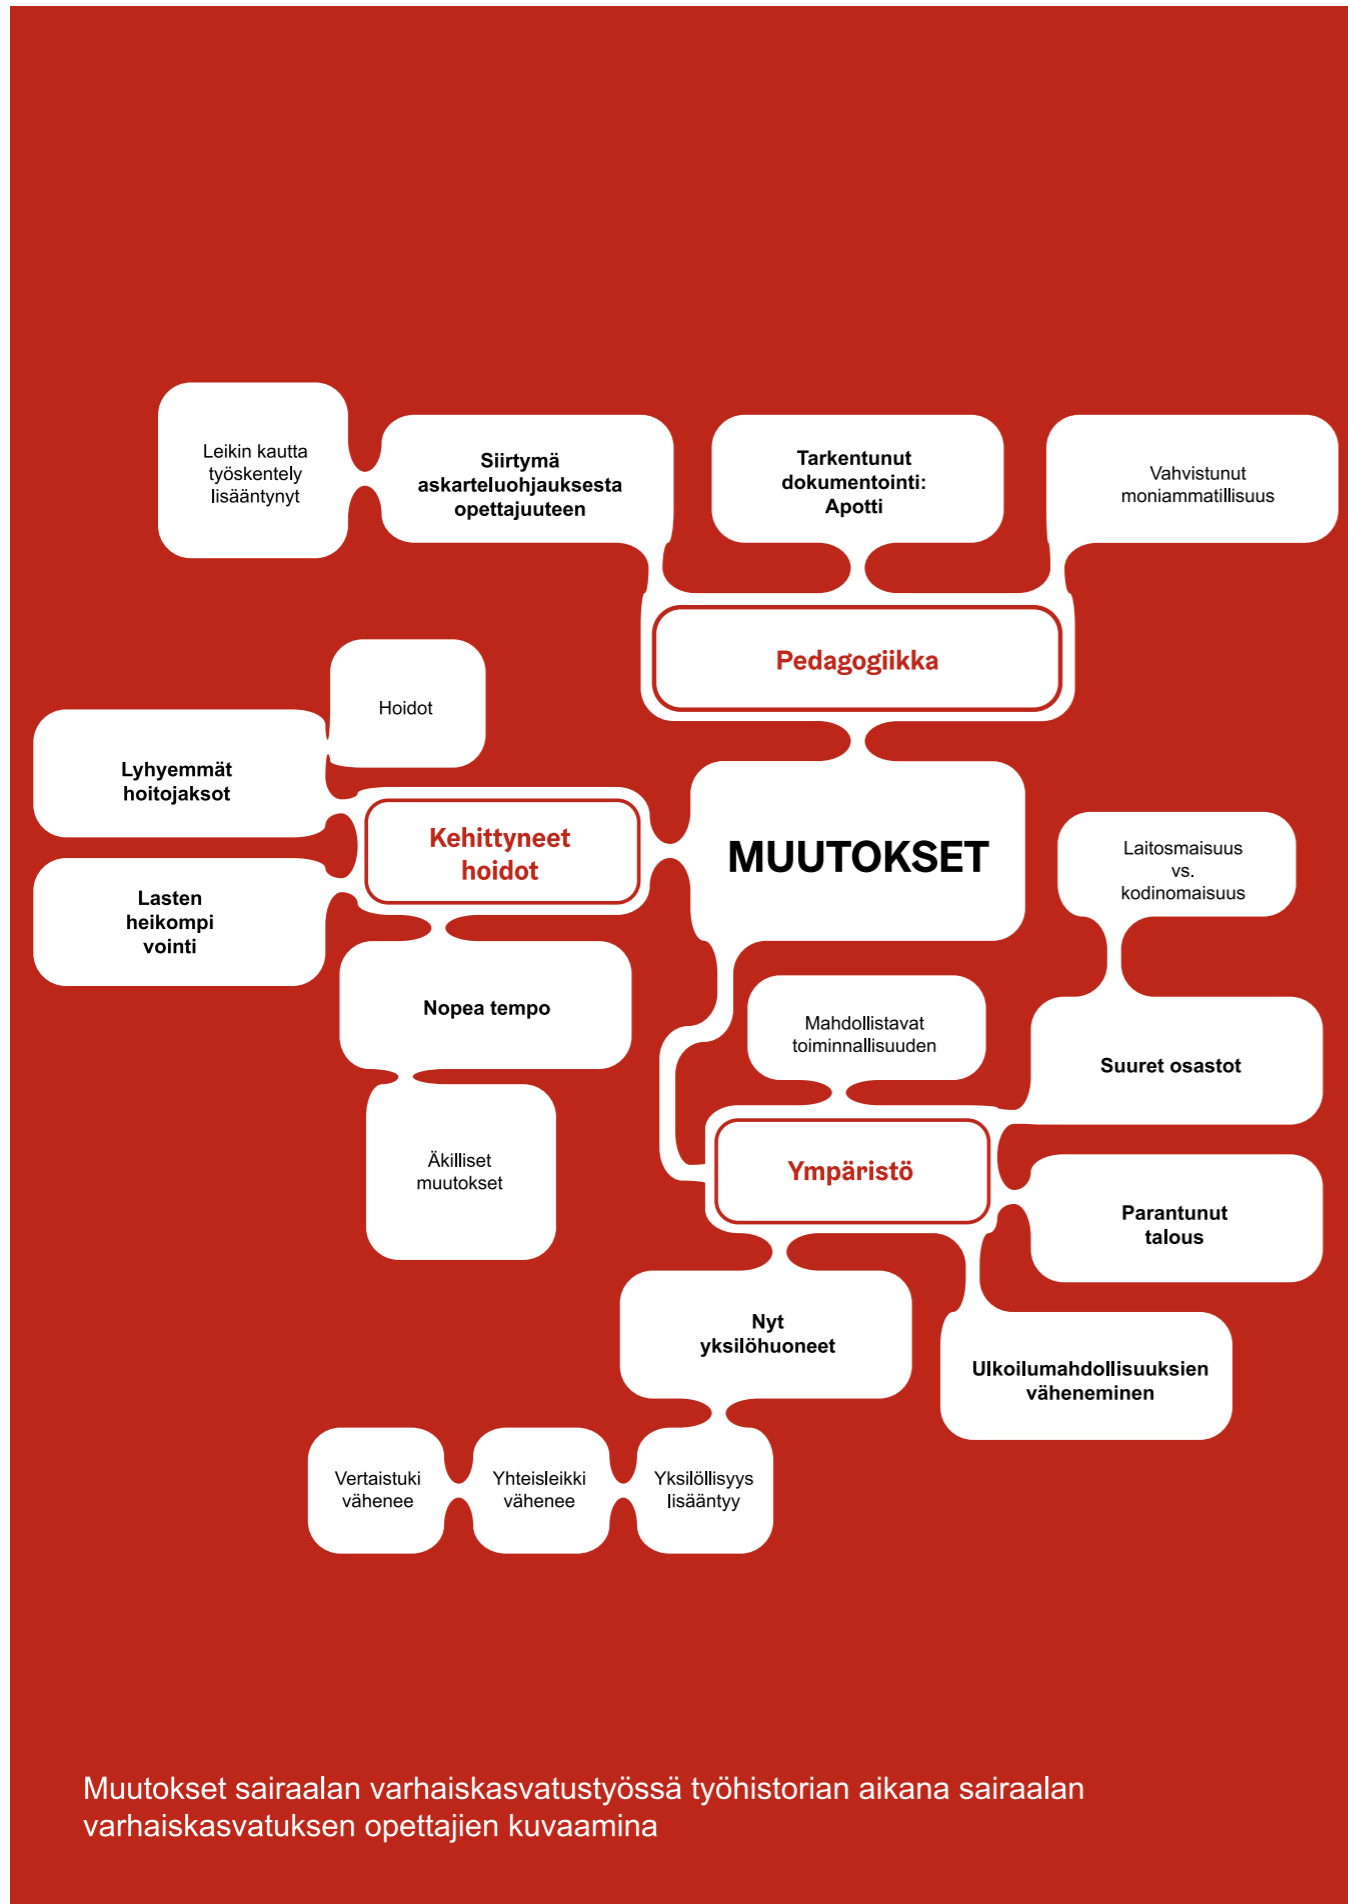 Leikin kautta
työskentely
lisääntynyt
Siirtymä
askarteluohjauksesta
opettajuuteen
Tarkentunut
dokumentointi:
Apotti
Vahvistunut
moniammatillisuus
Pedagogiikka
Hoidot
Lyhyemmät
hoitojaksot
Kehittyneet
hoidot
MUUTOKSET
Lasten
heikompi
vointi
Nopea tempo
Äkilliset
muutokset
Laitosmaisuus
vs.
kodinomaisuus
Mahdollistavat
toiminnallisuuden
Suuret osastot
Ympäristö
Parantunut
talous
Nyt
yksilöhuoneet
Ulkoilumahdollisuuksien
väheneminen
Vertaistuki
vähenee
Yhteisleikki
vähenee
Yksilöllisyys
lisääntyy
Muutokset sairaalan varhaiskasvatustyössä työhistorian aikana sairaalan
varhaiskasvatuksen opettajien kuvaamina